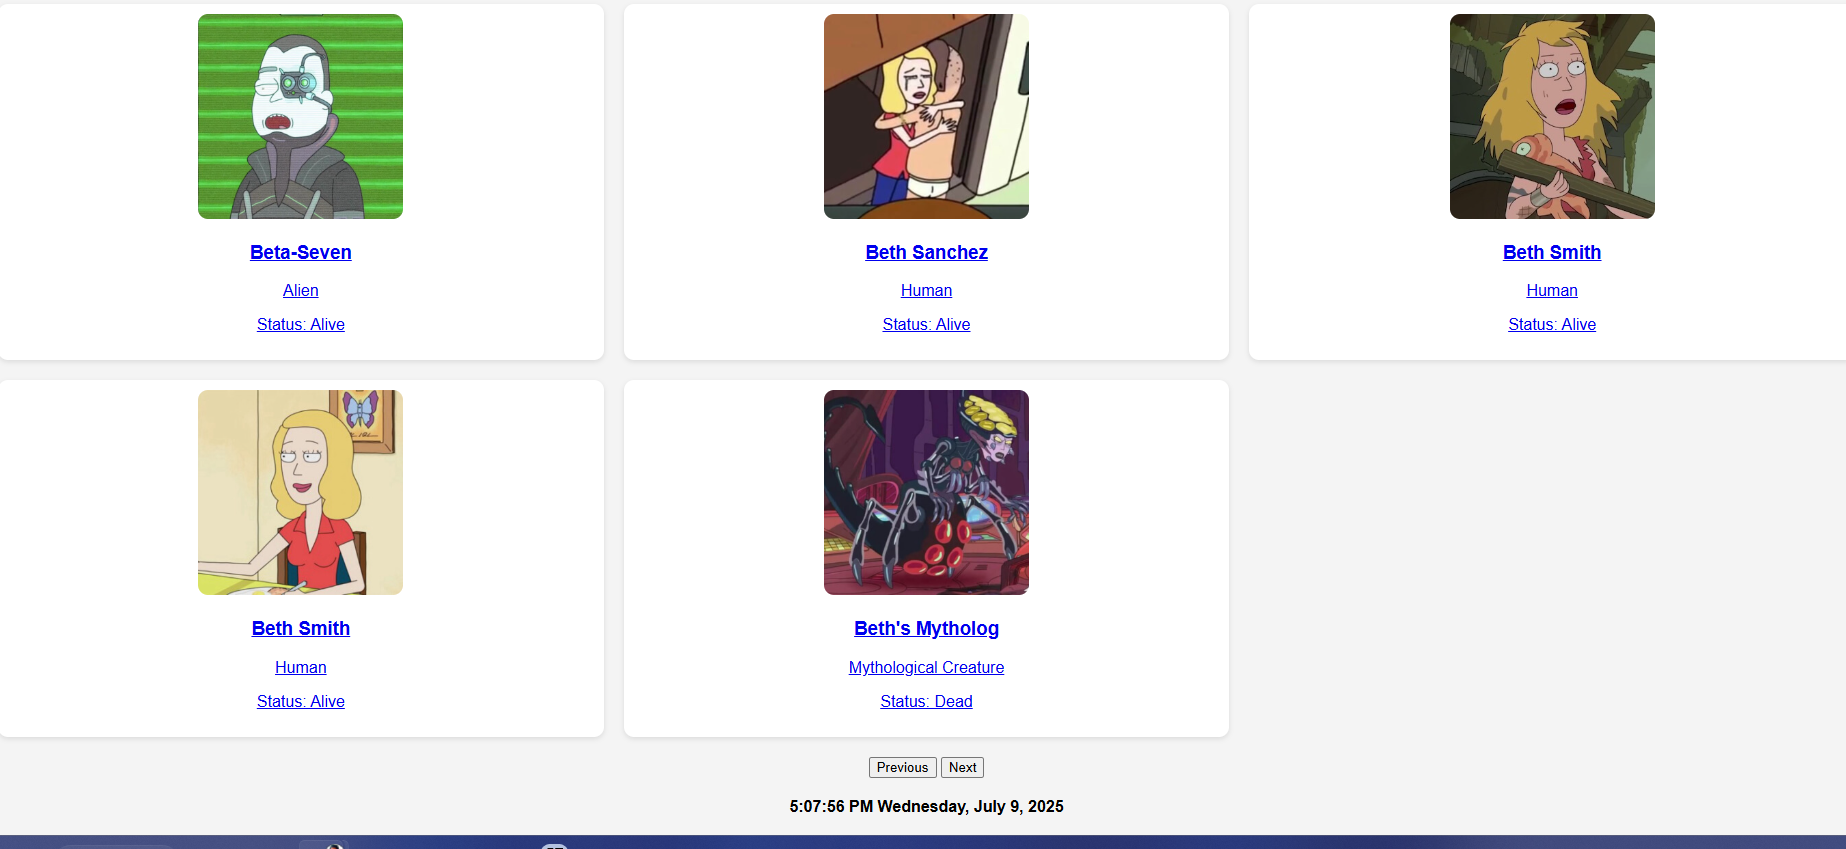 Beta-Seven
Alien
Status: Alive
Beth Sanchez
Human
Status: Alive
Beth Smith
Human
Status: Alive
Beth Smith
Human
Status: Alive
Beth's Mytholog
Mythological Creature
Status: Dead
Previous Next
5:07:56 PM Wednesday, July 9, 2025